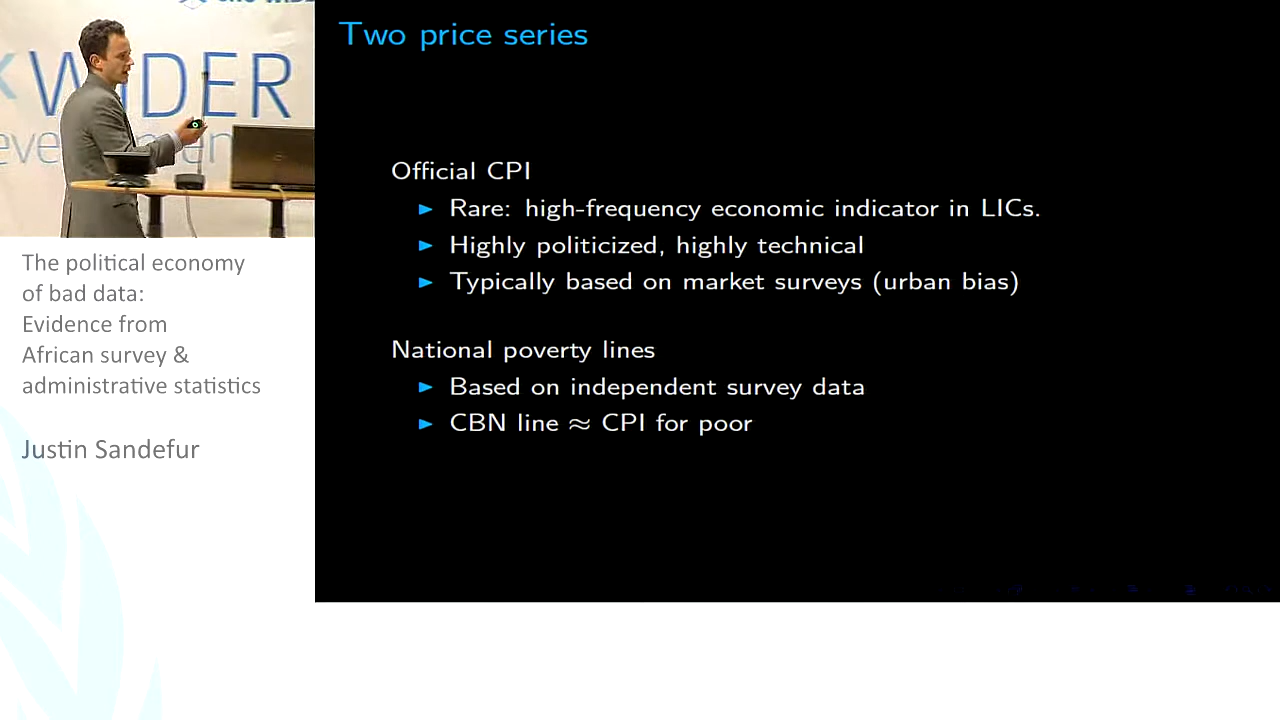 WIDER
Two price series
Official CPI
Rare: high-frequency economic indicator in LICs.
Highly politicized, highly technical
Typically based on market surveys (urban bias)
National poverty lines
Based on independent survey data
CBN line ≈ CPI for poor
The political economy
of bad data:
Evidence from
African survey &
administrative statistics
Justin Sandefur